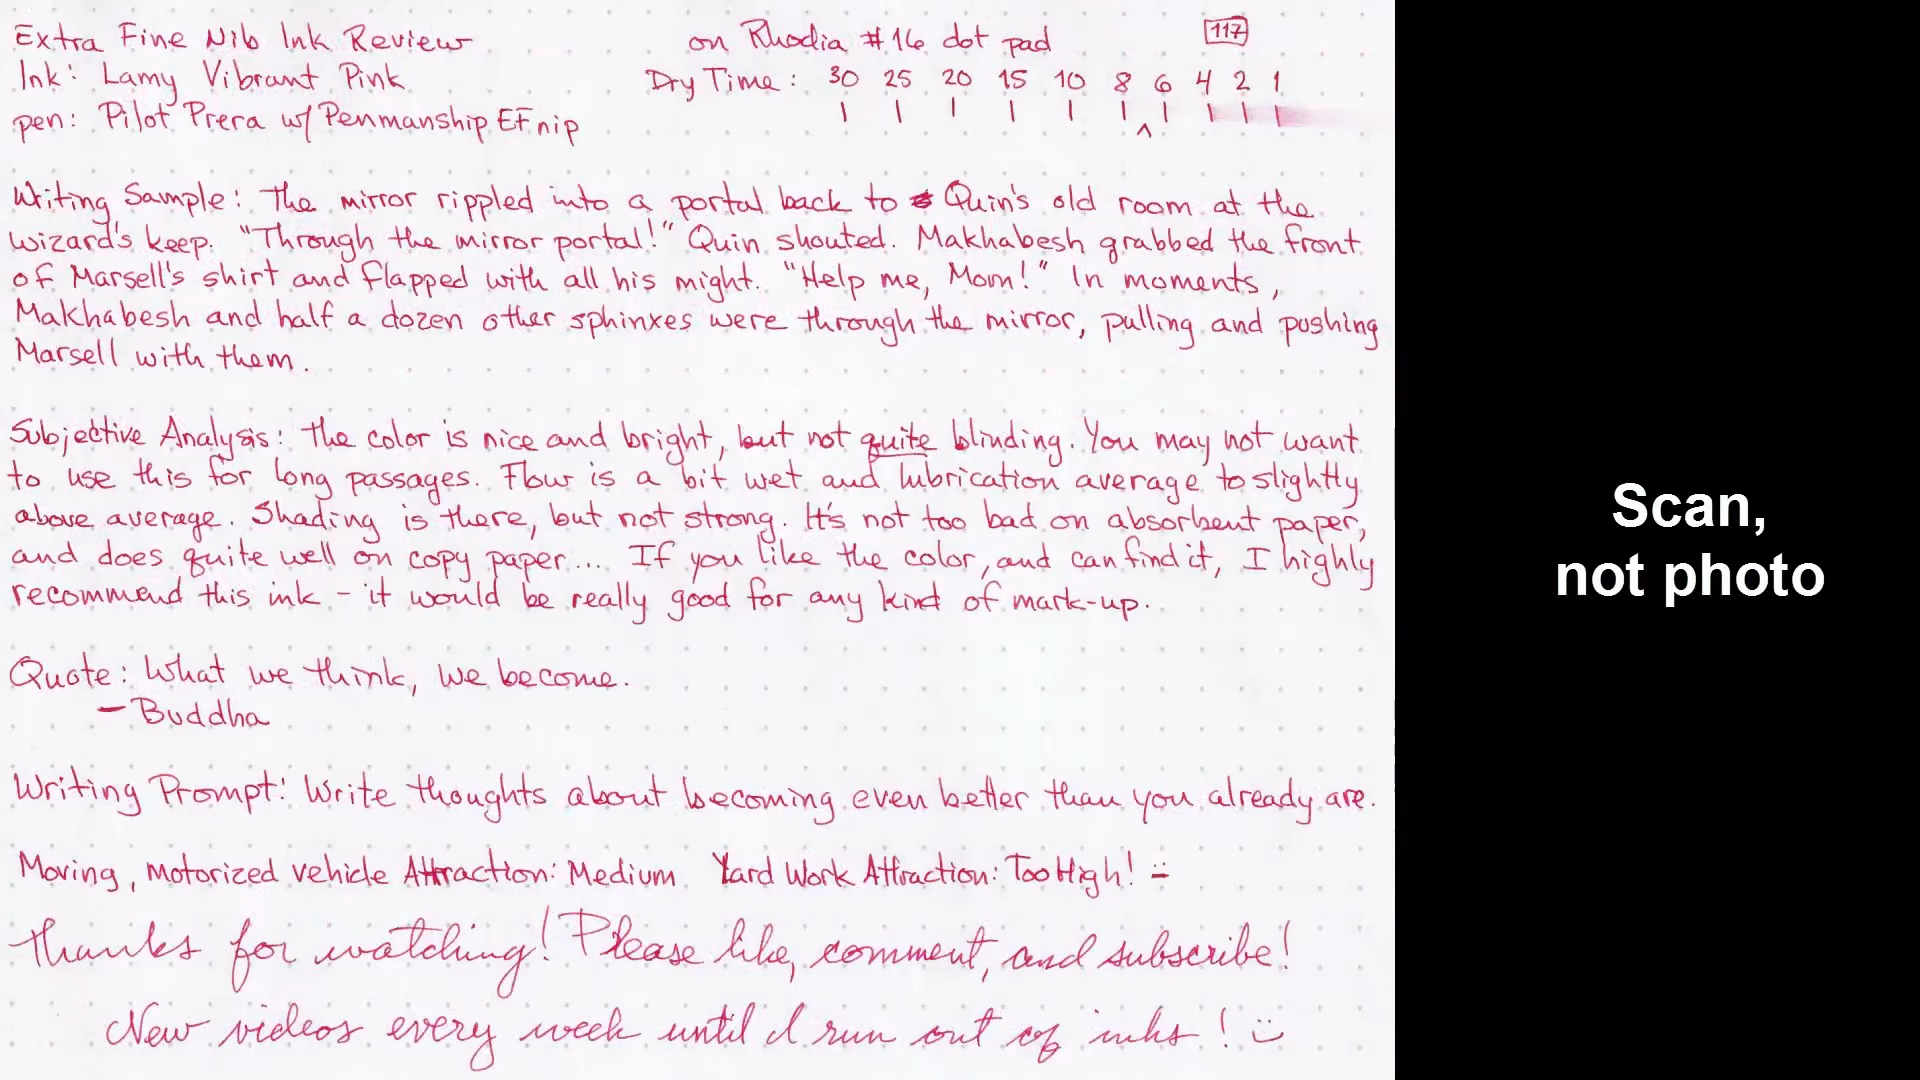 Extra Fine Nib Ink Review on Rhodia #16 dot pad 117
Ink: Lamy Vibrant Pink Dry Time: 30 25 20 15 10 8 6 4 2 1
pen: Pilot Prera w/ Penmanship EF nip
Writing Sample: The mirror rippled into a portal back to Quin's old room at the
wizard's keep. "Through the mirror portal!" Quin shouted. Makhabesh grabbed the front
of Marsell's shirt and flapped with all his might. "Help me, Mom!" In moments,
Makhabesh and half a dozen other sphinxes were through the mirror, pulling and pushing
Marsell with them.
Subjective Analysis: The color is nice and bright, but not quite blinding. You may not want
to use this for long passages. Flow is a bit wet and lubrication average to slightly
above average. Shading is there, but not strong. It's not too bad on absorbent paper,
and does quite well on copy paper... If you like the color, and can find it, I highly
recommend this ink - it would be really good for any kind of mark-up.
Quote: What we think, we become.
- Buddha
Writing Prompt: Write thoughts about becoming even better than you already are.
Moving, motorized vehicle Attraction: Medium Yard Work Attraction: Too High!
Thanks for watching! Please like, comment, and subscribe!
New videos every week until I run out of inks! :)
Scan,
not photo